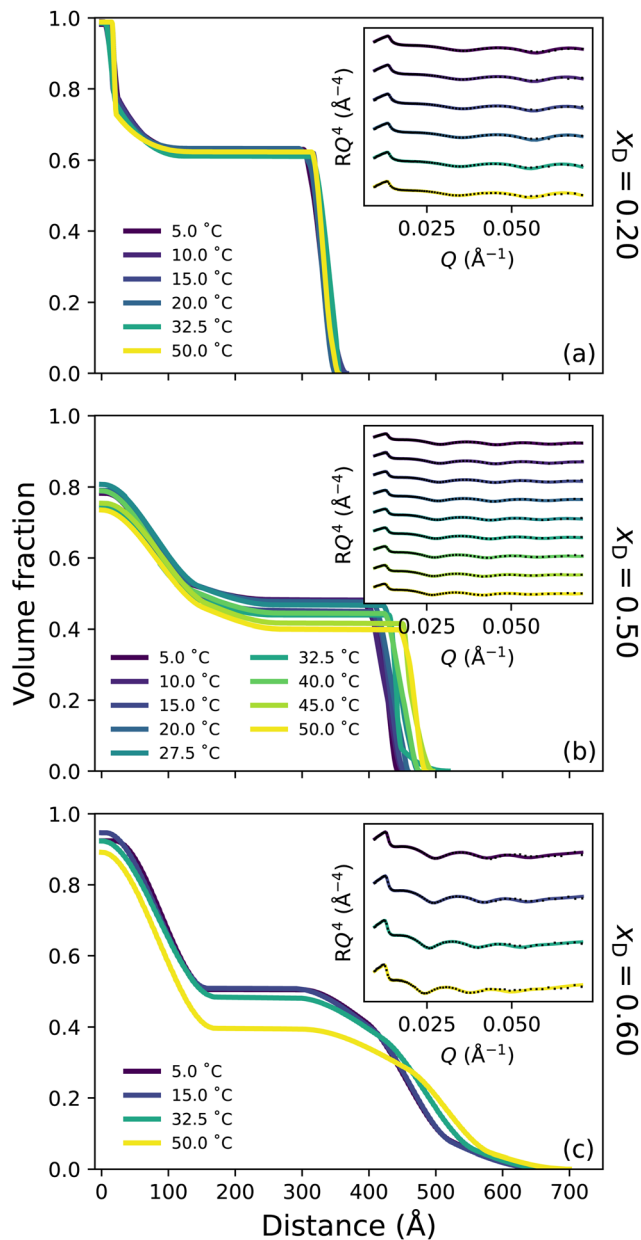 1.0
0.8
0.6
0.4
0.2
0.0
5.0 ˚C
10.0 ˚C
15.0 ˚C
20.0 ˚C
32.5 ˚C
50.0 ˚C
RQ⁴ (Å⁻⁴)
0.025 0.050
Q (Å⁻¹)
(a)
x_D = 0.20
Volume fraction
1.0
0.8
0.6
0.4
0.2
0.0
5.0 ˚C
10.0 ˚C
15.0 ˚C
20.0 ˚C
27.5 ˚C
32.5 ˚C
40.0 ˚C
45.0 ˚C
50.0 ˚C
RQ⁴ (Å⁻⁴)
0.025 0.050
Q (Å⁻¹)
(b)
x_D = 0.50
1.0
0.8
0.6
0.4
0.2
0.0
5.0 ˚C
15.0 ˚C
32.5 ˚C
50.0 ˚C
RQ⁴ (Å⁻⁴)
0.025 0.050
Q (Å⁻¹)
(c)
x_D = 0.60
0 100 200 300 400 500 600 700
Distance (Å)